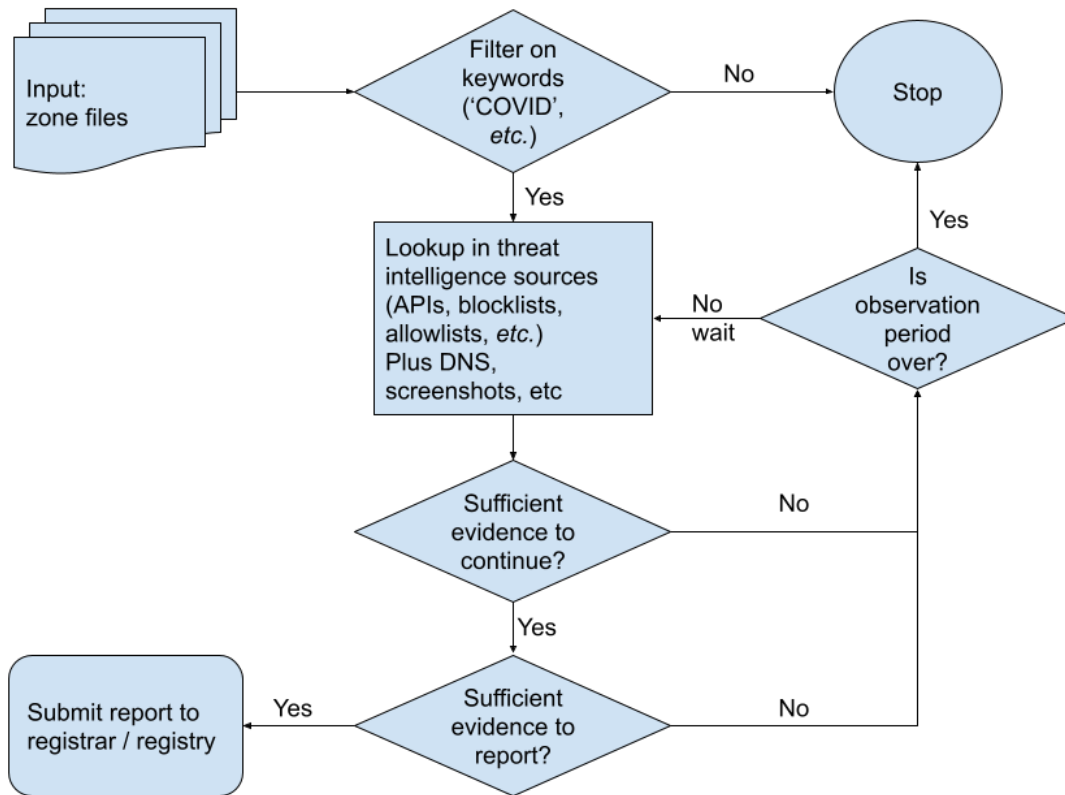 Input:
zone files
Filter on
keywords
(‘COVID’,
etc.)
No
Stop
Yes
Lookup in threat
intelligence sources
(APIs, blocklists,
allowlists, etc.)
Plus DNS,
screenshots, etc
No
wait
Is
observation
period
over?
Yes
Sufficient
evidence to
continue?
No
Yes
Sufficient
evidence to
report?
No
Yes
Submit report to
registrar / registry